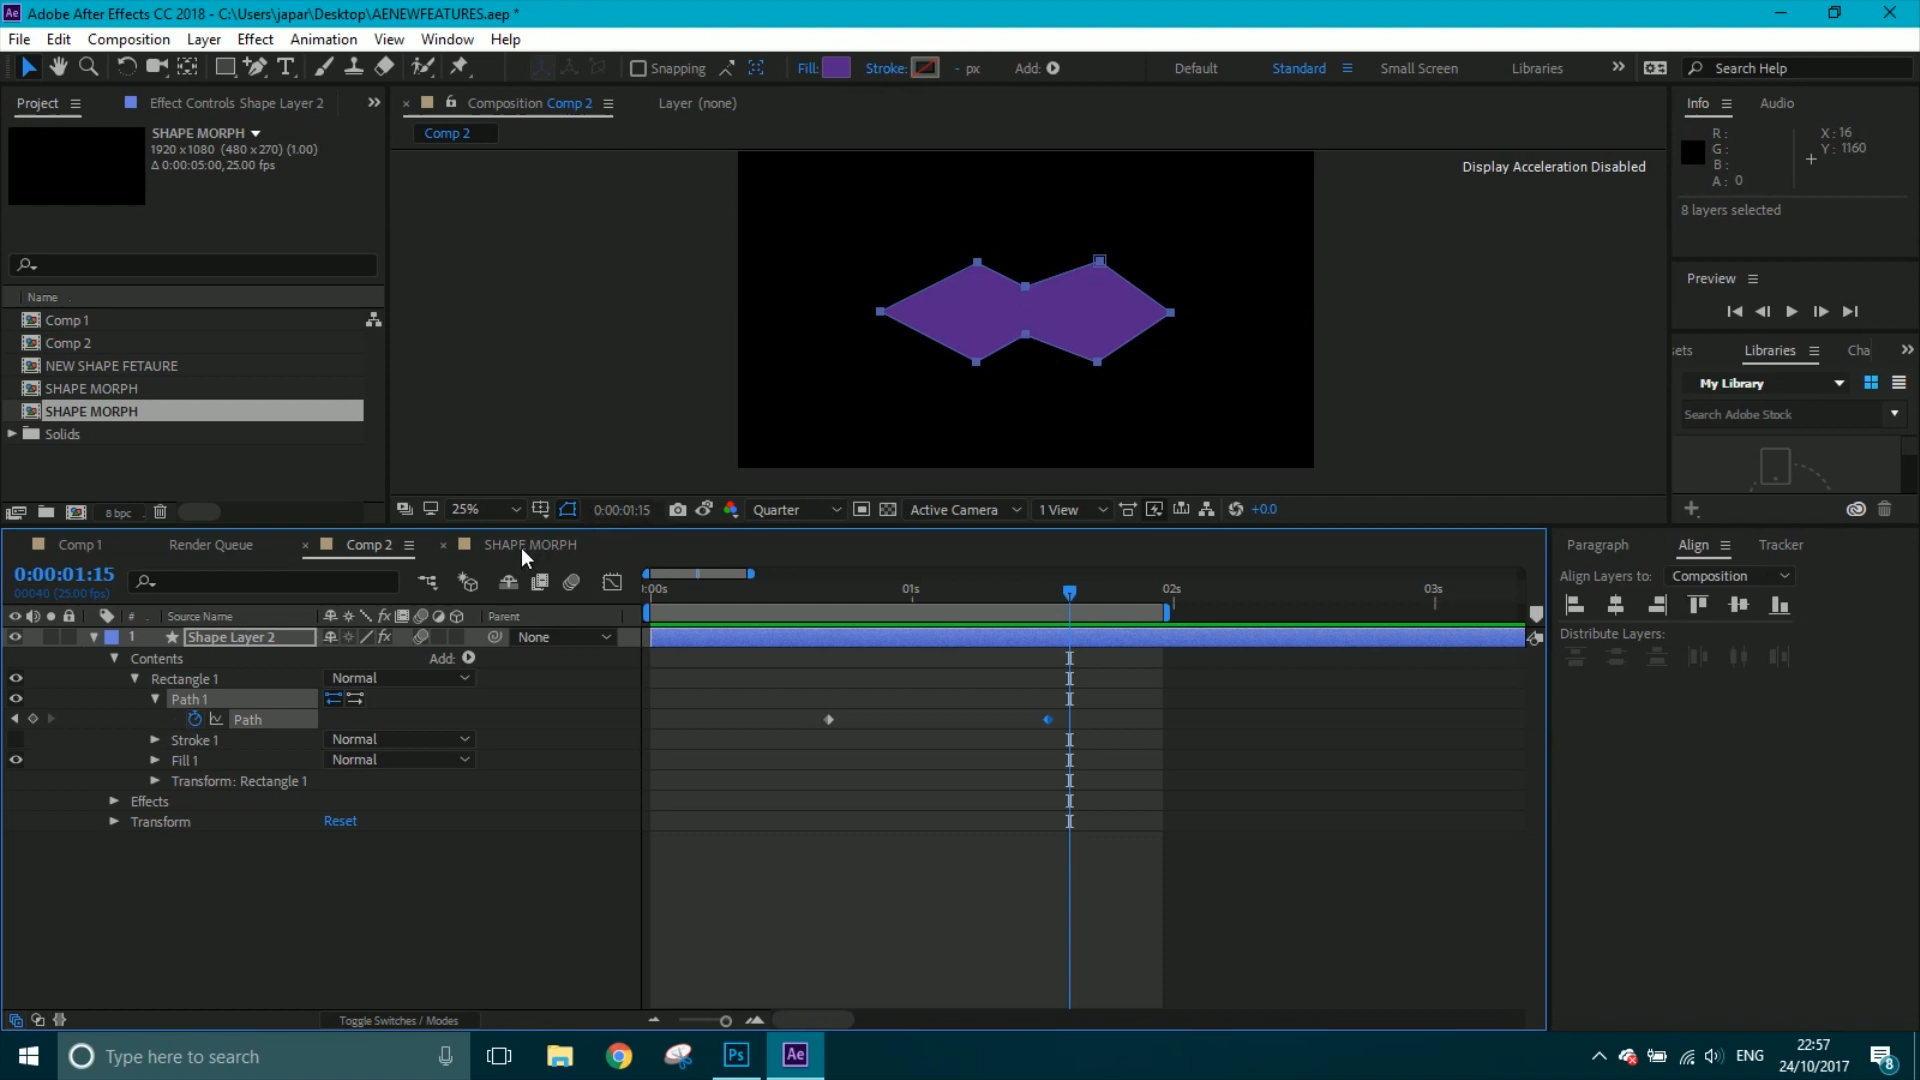 Ae Adobe After Effects CC 2018 - C:\Users\japar\Desktop\AENEWFEATURES.aep *
File Edit Composition Layer Effect Animation View Window Help
Snapping Fill: Stroke: - px Add: Default Standard Small Screen Libraries Search Help
Project Effect Controls Shape Layer 2
Composition Comp 2 Layer (none)
Info Audio
SHAPE MORPH
1920 x 1080 (480 x 270) (1.00)
Δ 0:00:05:00, 25.00 fps
Comp 2
Display Acceleration Disabled
R: X: 16
G: Y: 1160
B:
A: 0
8 layers selected
Preview
Name
Comp 1
Comp 2
NEW SHAPE FETAURE
SHAPE MORPH
SHAPE MORPH
Solids
sets Libraries Cha
My Library
Search Adobe Stock
8 bpc
25% 0:00:01:15 Quarter Active Camera 1 View +0.0
Comp 1 Render Queue Comp 2 SHAPE MORPH
Paragraph Align Tracker
0:00:01:15
00040 (25.00 fps)
:00s 01s 02s 03s
Align Layers to: Composition
Distribute Layers:
# Source Name Parent
1 Shape Layer 2 None
Contents Add:
Rectangle 1 Normal
Path 1
Path
Stroke 1 Normal
Fill 1 Normal
Transform: Rectangle 1
Effects
Transform Reset
Toggle Switches / Modes
Type here to search Ps Ae ENG 22:57
24/10/2017 8